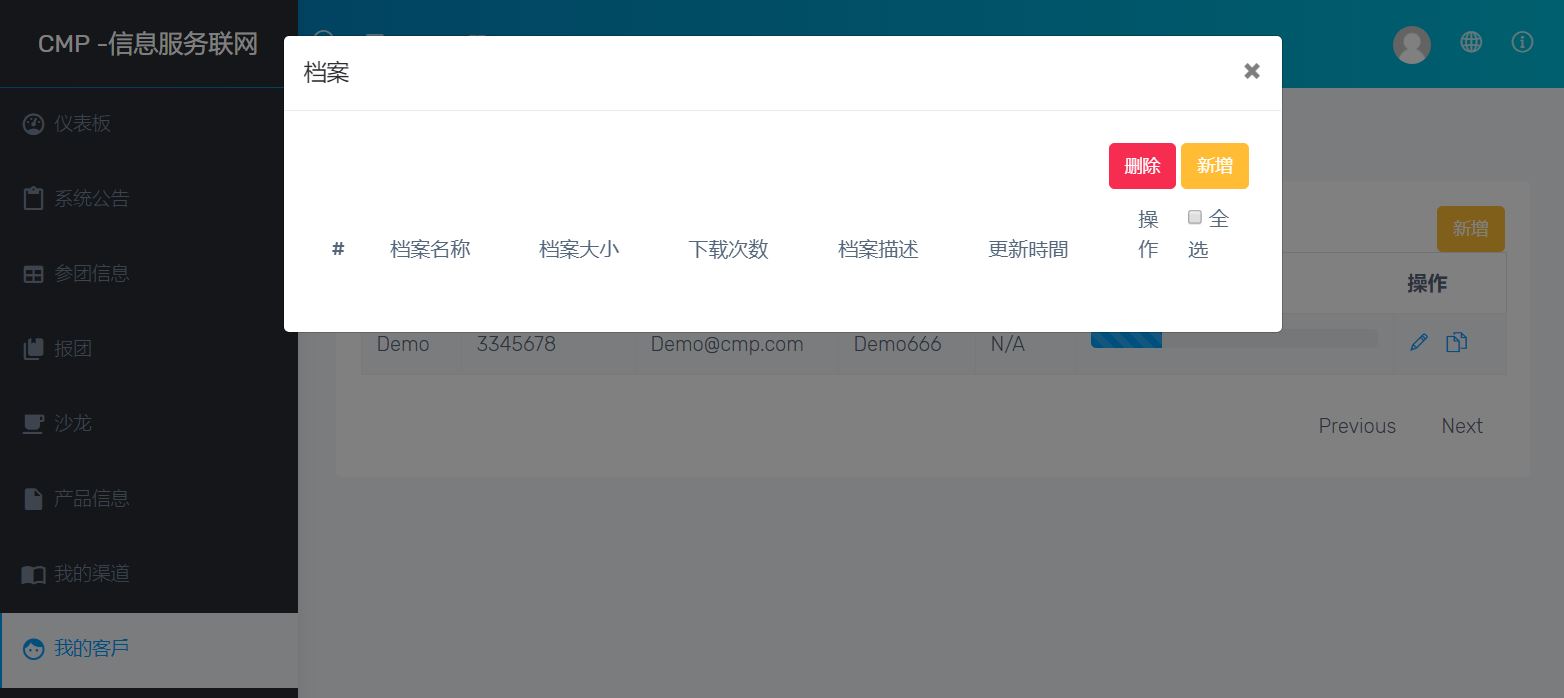 CMP -信息服务联网
档案
✖
仪表板
系统公告
参团信息
报团
沙龙
产品信息
我的渠道
我的客戶
删除 新增
# 档案名称 档案大小 下载次数 档案描述 更新時間 操作 全选
新增
操作
Demo 3345678 Demo@cmp.com Demo666 N/A
Previous Next